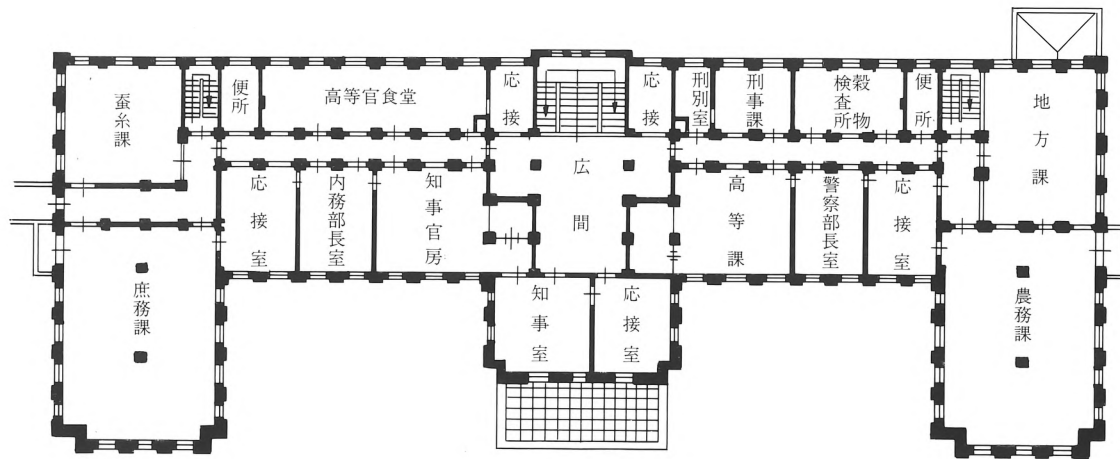 蚕糸課
便所
高等官食堂
応接
応接
刑別室
刑事課
穀物
検査所
便所
地方課
広間
応接室
内務部長室
知事官房
高等課
警察部長室
応接室
庶務課
知事室
応接室
農務課